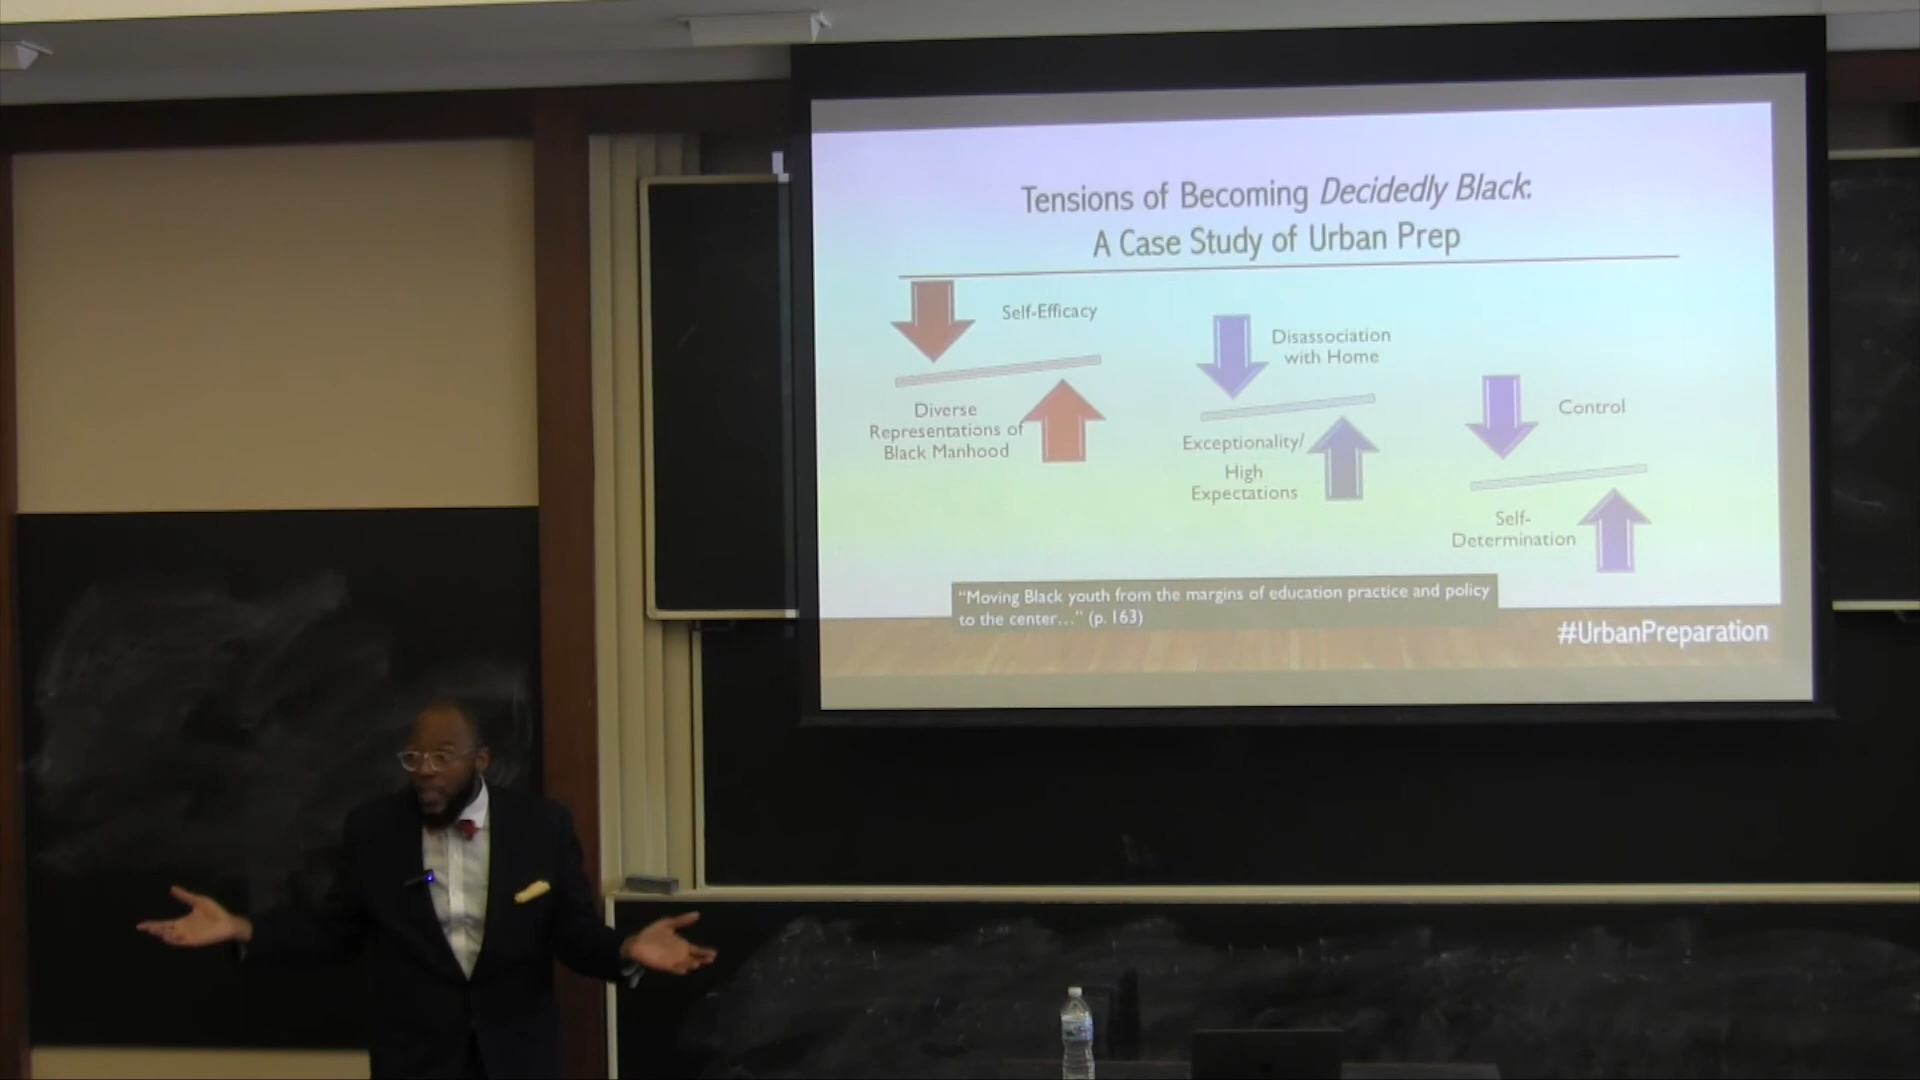 Tensions of Becoming Decidedly Black:
A Case Study of Urban Prep
Self-Efficacy
Diverse
Representations of
Black Manhood
Disassociation
with Home
Exceptionality/
High
Expectations
Control
Self-
Determination
“Moving Black youth from the margins of education practice and policy
to the center…” (p. 163)
#UrbanPreparation